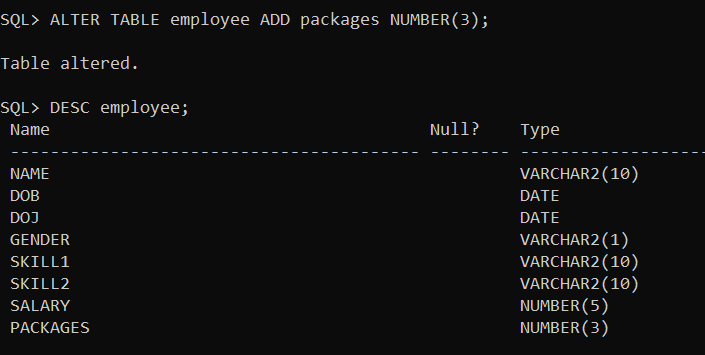 SQL> ALTER TABLE employee ADD packages NUMBER(3);
Table altered.
SQL> DESC employee;
Name Null? Type
----------------------------------------- -------- -------------------
NAME VARCHAR2(10)
DOB DATE
DOJ DATE
GENDER VARCHAR2(1)
SKILL1 VARCHAR2(10)
SKILL2 VARCHAR2(10)
SALARY NUMBER(5)
PACKAGES NUMBER(3)